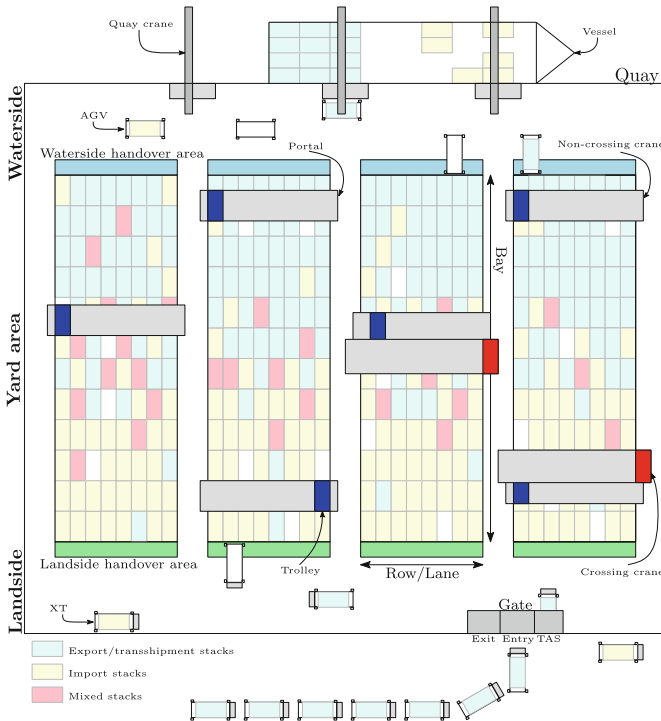 Quay crane
Vessel
Quay
AGV
Waterside
Waterside handover area
Portal
Non-crossing crane
Bay
Yard area
Landside handover area
Trolley
Row/Lane
Crossing crane
Landside
XT
Gate
Exit Entry TAS
Export/transshipment stacks
Import stacks
Mixed stacks